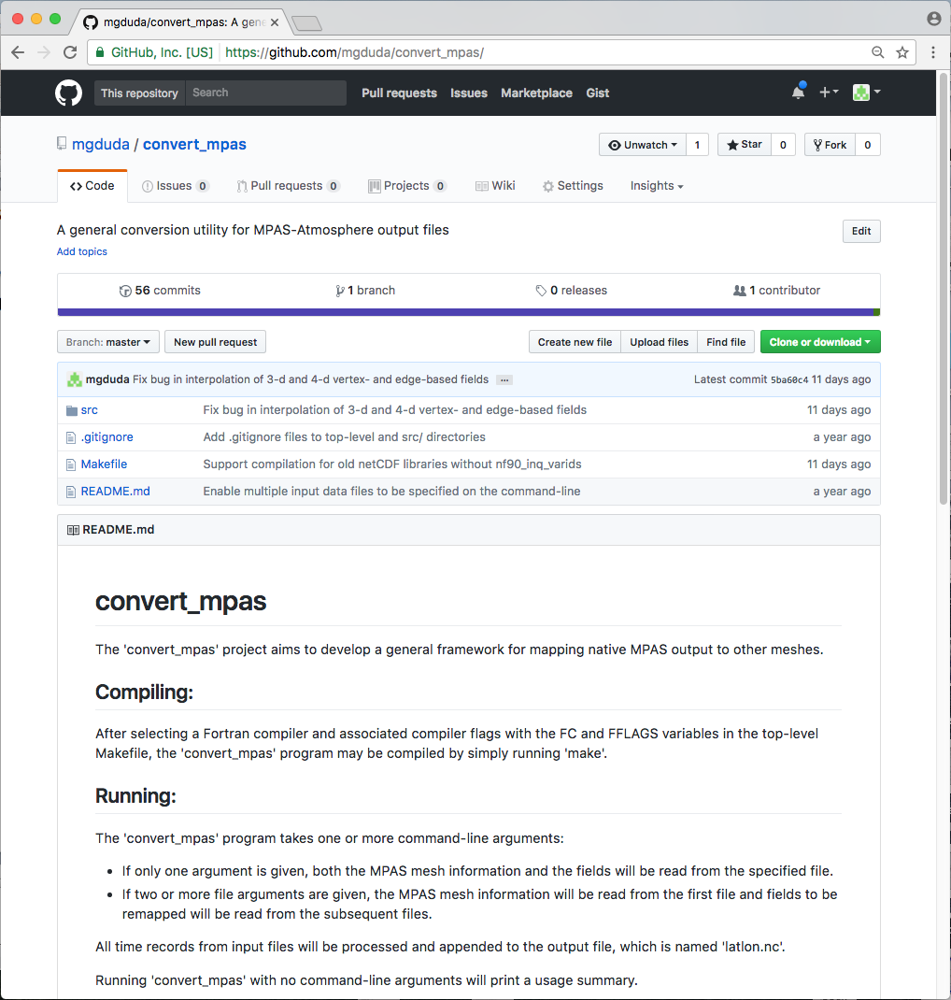 mgduda/convert_mpas: A gene
GitHub, Inc. [US] https://github.com/mgduda/convert_mpas/
This repository Search Pull requests Issues Marketplace Gist
mgduda / convert_mpas Unwatch 1 Star 0 Fork 0
Code Issues 0 Pull requests 0 Projects 0 Wiki Settings Insights
A general conversion utility for MPAS-Atmosphere output files Edit
Add topics
56 commits 1 branch 0 releases 1 contributor
Branch: master New pull request Create new file Upload files Find file Clone or download
mgduda Fix bug in interpolation of 3-d and 4-d vertex- and edge-based fields ... Latest commit 5ba60c4 11 days ago
src Fix bug in interpolation of 3-d and 4-d vertex- and edge-based fields 11 days ago
.gitignore Add .gitignore files to top-level and src/ directories a year ago
Makefile Support compilation for old netCDF libraries without nf90_inq_varids 11 days ago
README.md Enable multiple input data files to be specified on the command-line a year ago
README.md
convert_mpas
The 'convert_mpas' project aims to develop a general framework for mapping native MPAS output to other meshes.
Compiling:
After selecting a Fortran compiler and associated compiler flags with the FC and FFLAGS variables in the top-level
Makefile, the 'convert_mpas' program may be compiled by simply running 'make'.
Running:
The 'convert_mpas' program takes one or more command-line arguments:
• If only one argument is given, both the MPAS mesh information and the fields will be read from the specified file.
• If two or more file arguments are given, the MPAS mesh information will be read from the first file and fields to be
remapped will be read from the subsequent files.
All time records from input files will be processed and appended to the output file, which is named 'latlon.nc'.
Running 'convert_mpas' with no command-line arguments will print a usage summary.